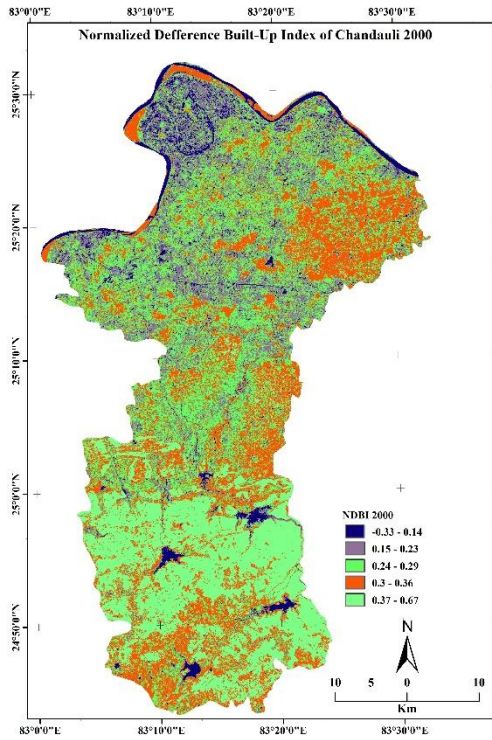 83°0'0"E 83°10'0"E 83°20'0"E 83°30'0"E
Normalized Defference Built-Up Index of Chandauli 2000
25°30'0"N
25°20'0"N
25°10'0"N
25°0'0"N
24°50'0"N
NDBI 2000
-0.33 - 0.14
0.15 - 0.23
0.24 - 0.29
0.3 - 0.36
0.37 - 0.67
N
10 5 0 10
Km
83°0'0"E 83°10'0"E 83°20'0"E 83°30'0"E